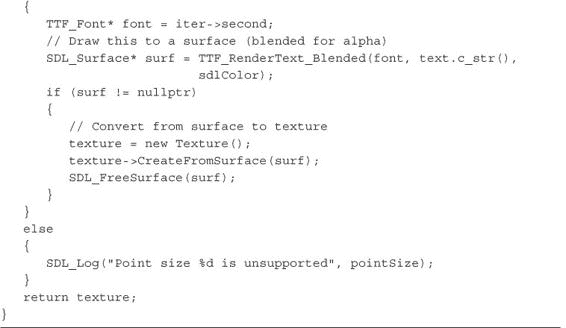 {
TTF_Font* font = iter->second;
// Draw this to a surface (blended for alpha)
SDL_Surface* surf = TTF_RenderText_Blended(font, text.c_str(),
sdlColor);
if (surf != nullptr)
{
// Convert from surface to texture
texture = new Texture();
texture->CreateFromSurface(surf);
SDL_FreeSurface(surf);
}
}
else
{
SDL_Log("Point size %d is unsupported", pointSize);
}
return texture;
}